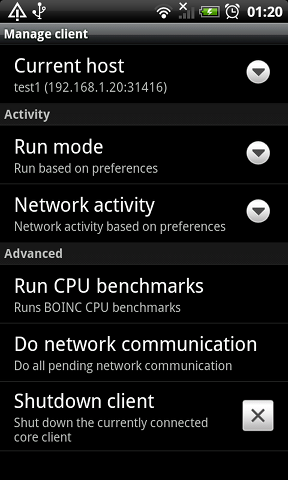 01:20
Manage client
Current host
test1 (192.168.1.20:31416)
Activity
Run mode
Run based on preferences
Network activity
Network activity based on preferences
Advanced
Run CPU benchmarks
Runs BOINC CPU benchmarks
Do network communication
Do all pending network communication
Shutdown client
Shut down the currently connected
core client